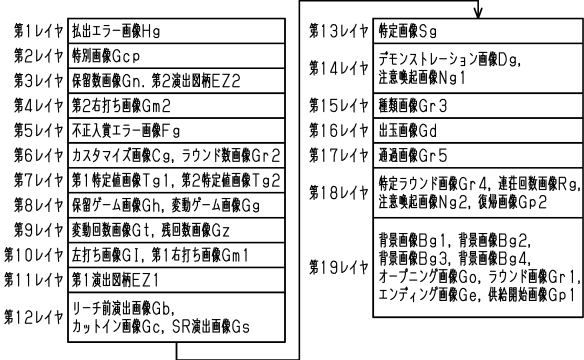 第1レイヤ 払出エラー画像Hg
第2レイヤ 特別画像Gcp
第3レイヤ 保留数画像Gn, 第2演出図柄EZ2
第4レイヤ 第2右打ち画像Gm2
第5レイヤ 不正入賞エラー画像Fg
第6レイヤ カスタマイズ画像Cg, ラウンド数画像Gr2
第7レイヤ 第1特定値画像Tg1, 第2特定値画像Tg2
第8レイヤ 保留ゲーム画像Gh, 変動ゲーム画像Gg
第9レイヤ 変動回数画像Gt, 残回数画像Gz
第10レイヤ 左打ち画像Gl, 第1右打ち画像Gm1
第11レイヤ 第1演出図柄EZ1
第12レイヤ リーチ前演出画像Gb,
カットイン画像Gc, SR演出画像Gs
第13レイヤ 特定画像Sg
第14レイヤ デモンストレーション画像Dg,
注意喚起画像Ng1
第15レイヤ 種類画像Gr3
第16レイヤ 出玉画像Gd
第17レイヤ 通過画像Gr5
第18レイヤ 特定ラウンド画像Gr4, 連荘回数画像Rg,
注意喚起画像Ng2, 復帰画像Gp2
第19レイヤ 背景画像Bg1, 背景画像Bg2,
背景画像Bg3, 背景画像Bg4,
オープニング画像Go, ラウンド画像Gr1,
エンディング画像Ge, 供給開始画像Gp1